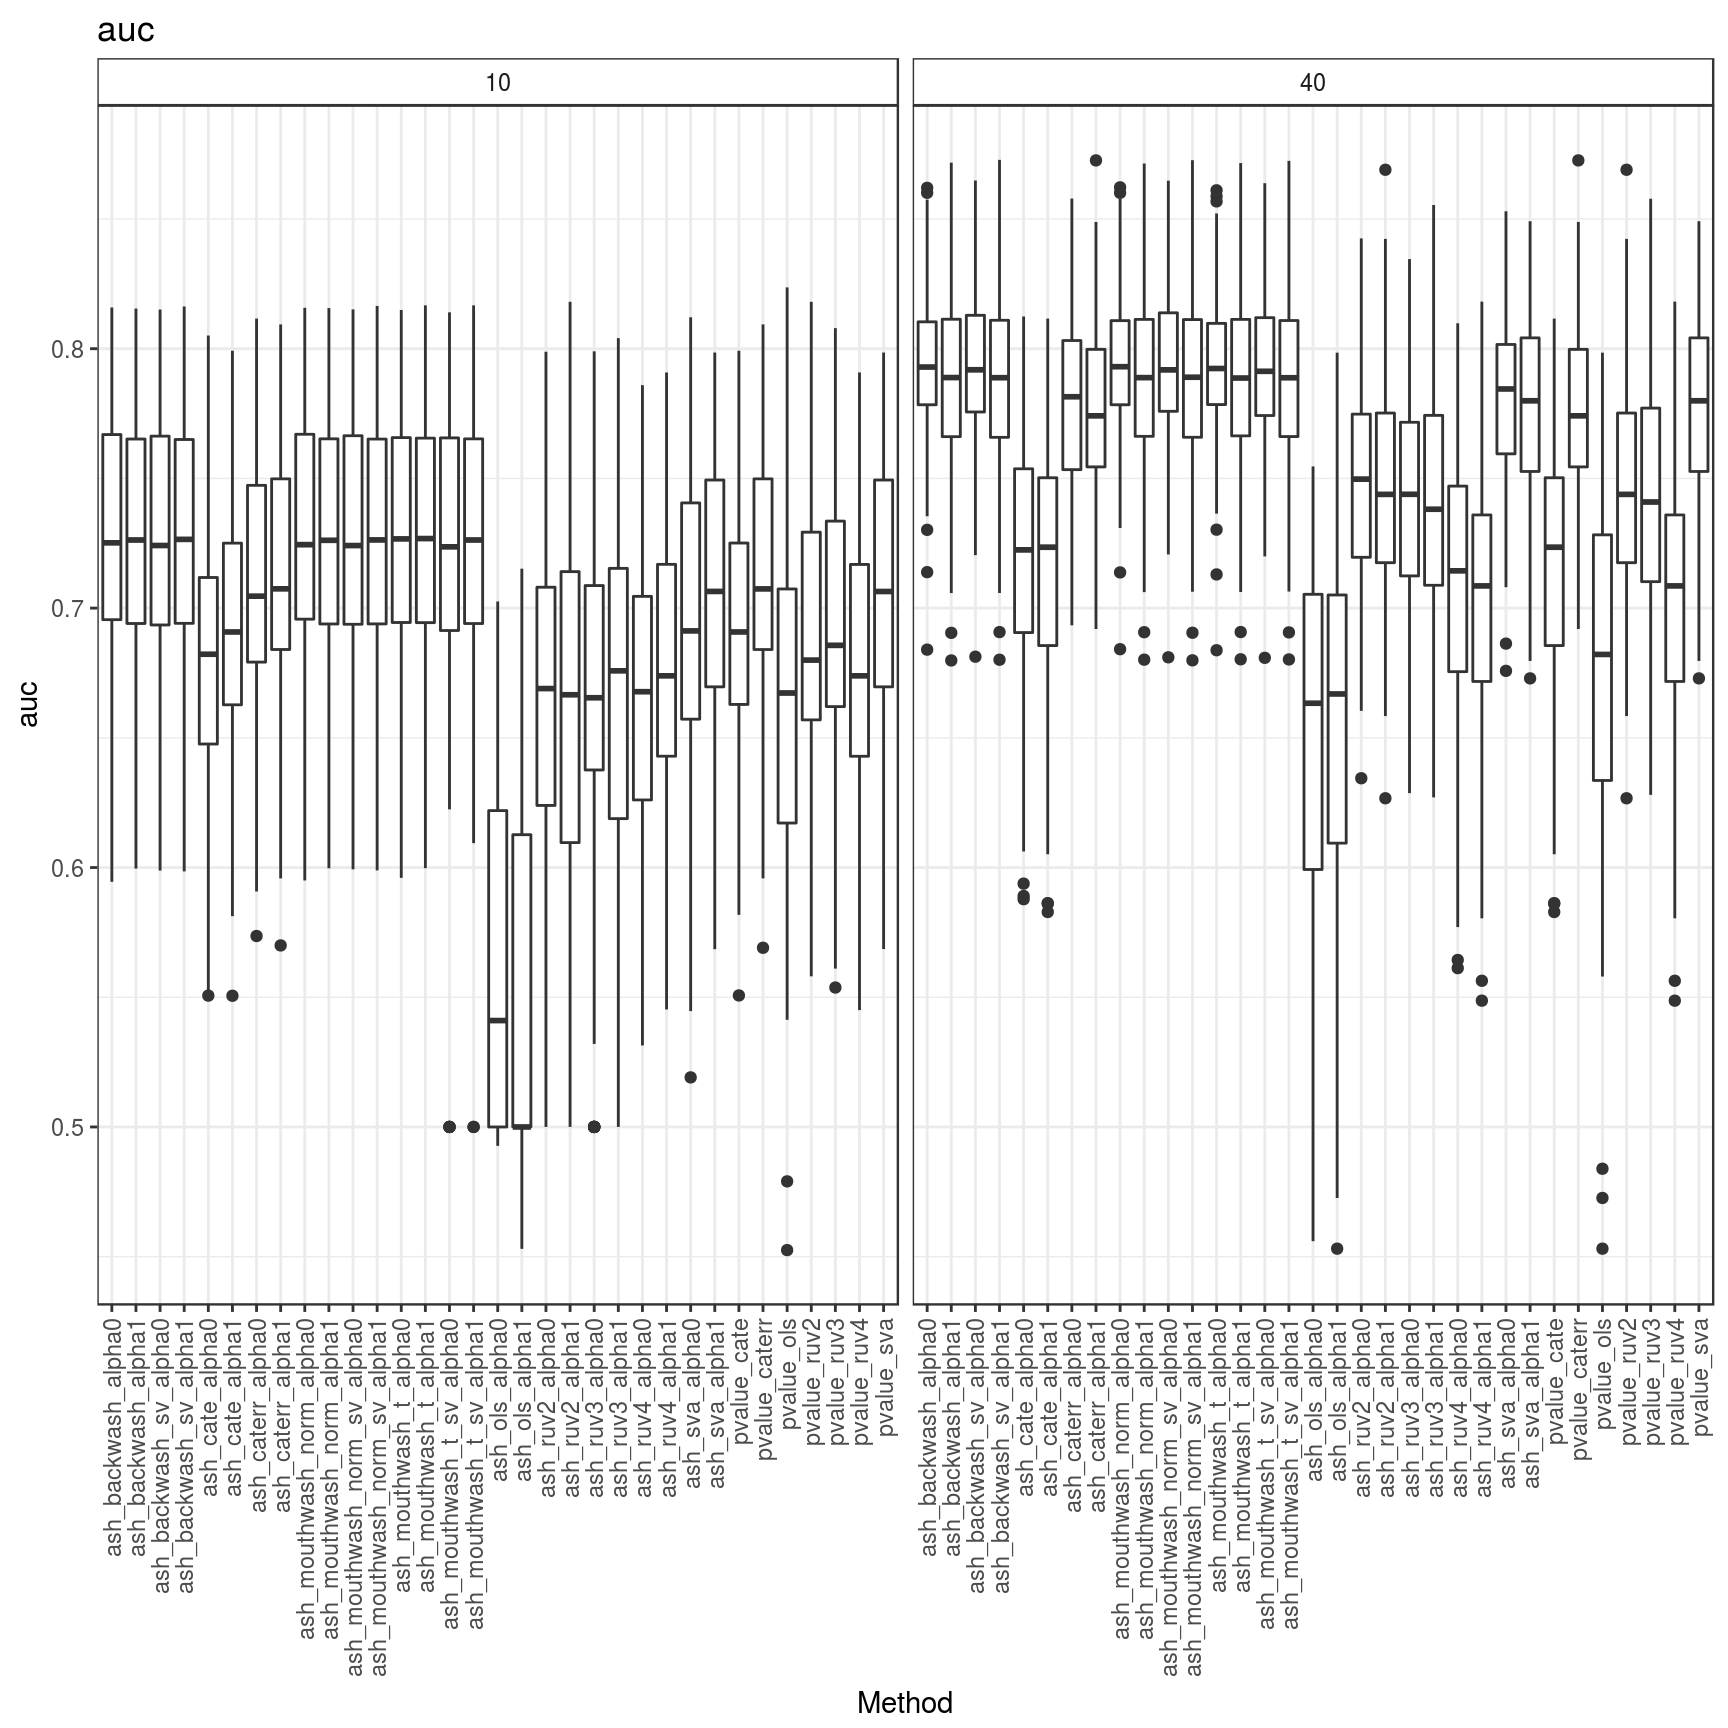 auc
10
40
auc
0.8
0.7
0.6
0.5
ash_backwash_alpha0
ash_backwash_alpha1
ash_backwash_sv_alpha0
ash_backwash_sv_alpha1
ash_cate_alpha0
ash_cate_alpha1
ash_caterr_alpha0
ash_caterr_alpha1
ash_mouthwash_norm_alpha0
ash_mouthwash_norm_alpha1
ash_mouthwash_norm_sv_alpha0
ash_mouthwash_norm_sv_alpha1
ash_mouthwash_t_alpha0
ash_mouthwash_t_alpha1
ash_mouthwash_t_sv_alpha0
ash_mouthwash_t_sv_alpha1
ash_ols_alpha0
ash_ols_alpha1
ash_ruv2_alpha0
ash_ruv2_alpha1
ash_ruv3_alpha0
ash_ruv3_alpha1
ash_ruv4_alpha0
ash_ruv4_alpha1
ash_sva_alpha0
ash_sva_alpha1
pvalue_cate
pvalue_caterr
pvalue_ols
pvalue_ruv2
pvalue_ruv3
pvalue_ruv4
pvalue_sva
ash_backwash_alpha0
ash_backwash_alpha1
ash_backwash_sv_alpha0
ash_backwash_sv_alpha1
ash_cate_alpha0
ash_cate_alpha1
ash_caterr_alpha0
ash_caterr_alpha1
ash_mouthwash_norm_alpha0
ash_mouthwash_norm_alpha1
ash_mouthwash_norm_sv_alpha0
ash_mouthwash_norm_sv_alpha1
ash_mouthwash_t_alpha0
ash_mouthwash_t_alpha1
ash_mouthwash_t_sv_alpha0
ash_mouthwash_t_sv_alpha1
ash_ols_alpha0
ash_ols_alpha1
ash_ruv2_alpha0
ash_ruv2_alpha1
ash_ruv3_alpha0
ash_ruv3_alpha1
ash_ruv4_alpha0
ash_ruv4_alpha1
ash_sva_alpha0
ash_sva_alpha1
pvalue_cate
pvalue_caterr
pvalue_ols
pvalue_ruv2
pvalue_ruv3
pvalue_ruv4
pvalue_sva
Method